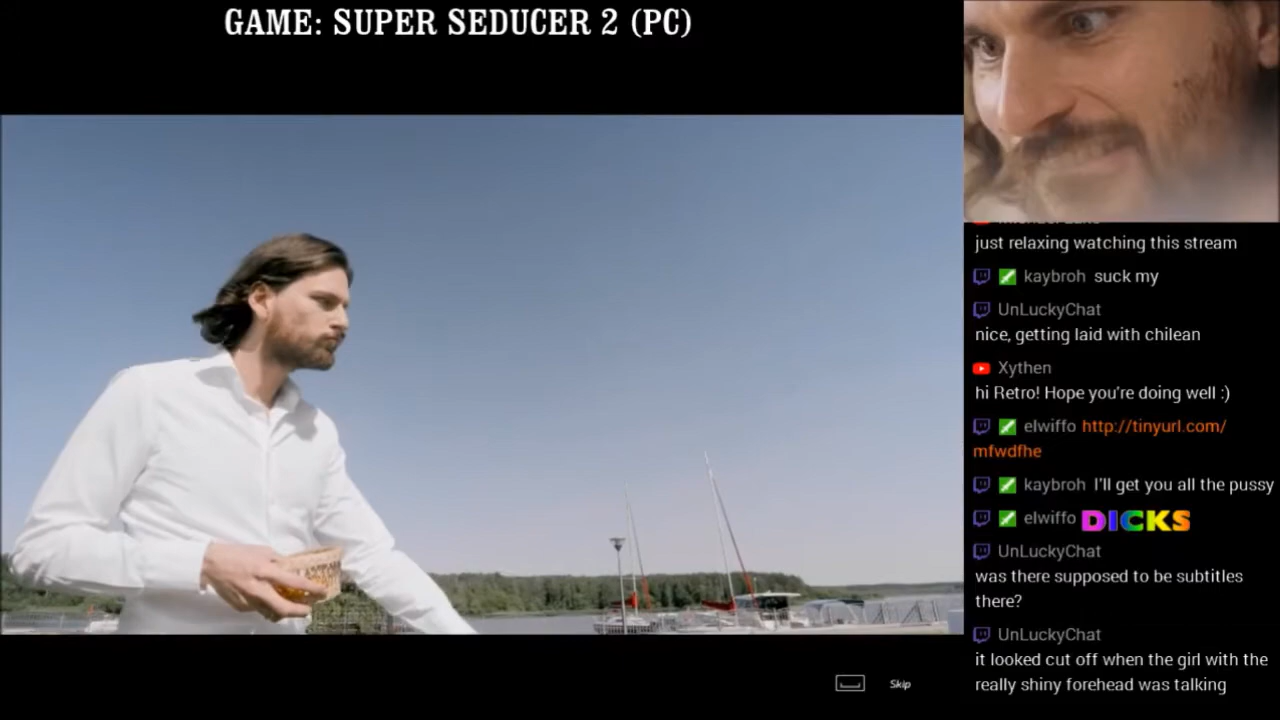 GAME: SUPER SEDUCER 2 (PC)
just relaxing watching this stream
kaybroh suck my
UnLuckyChat
nice, getting laid with chilean
Xythen
hi Retro! Hope you're doing well :)
elwiffo http://tinyurl.com/
mfwdfhe
kaybroh I'll get you all the pussy
elwiffo DICKS
UnLuckyChat
was there supposed to be subtitles
there?
UnLuckyChat
it looked cut off when the girl with the
really shiny forehead was talking
Skip